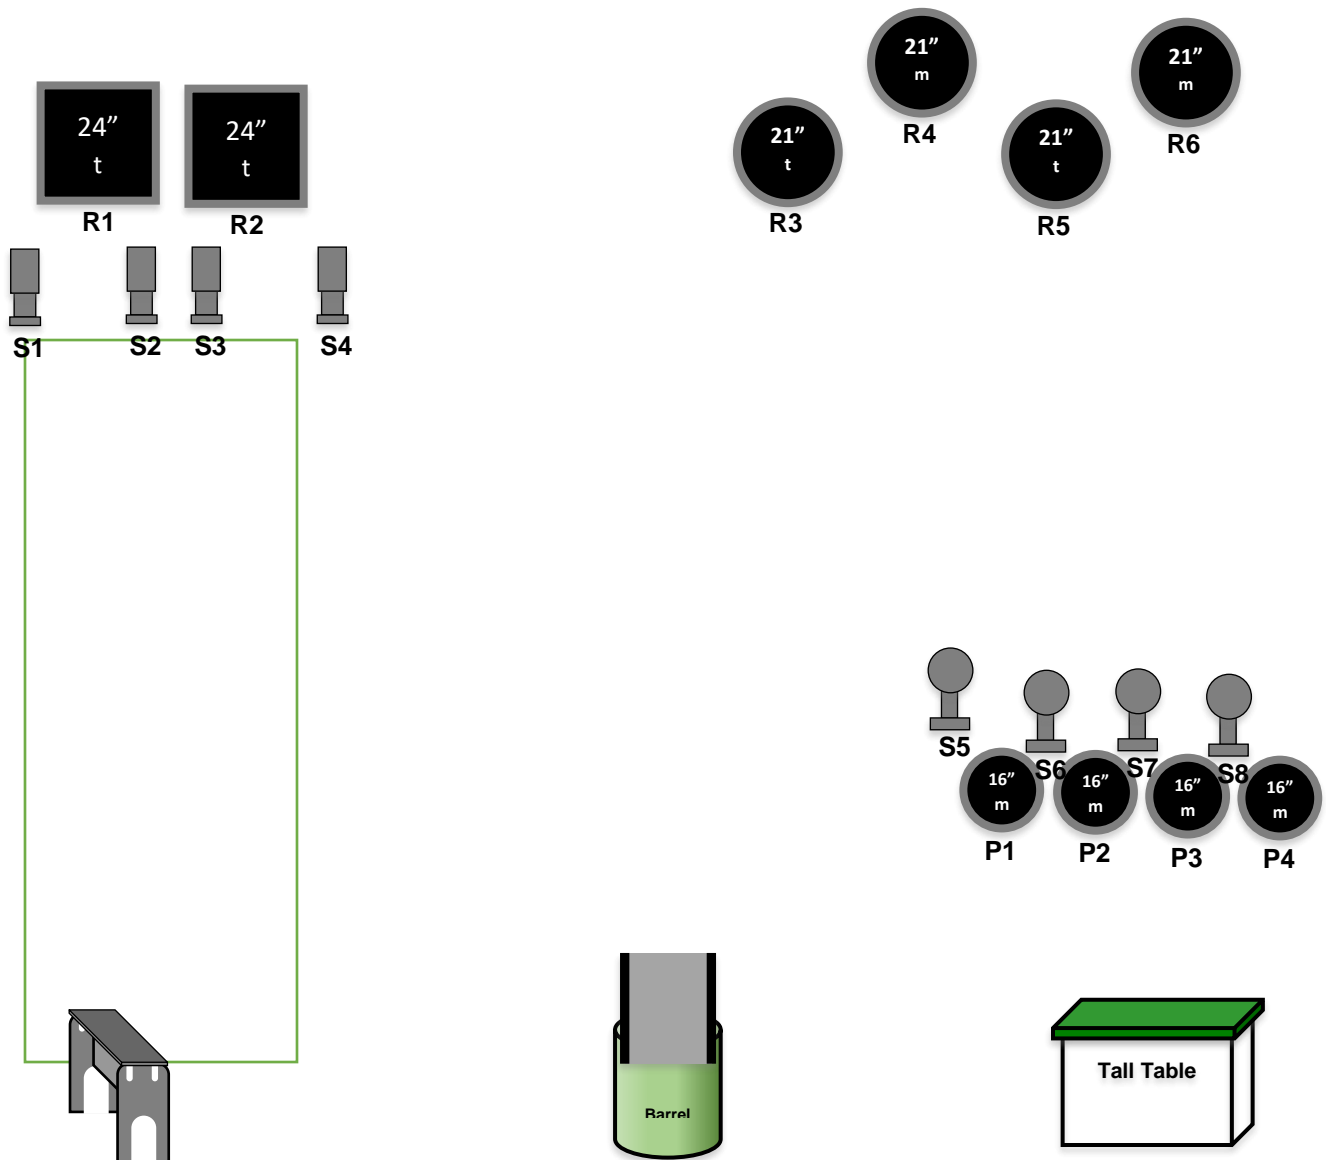 24”
t
R1
24”
t
R2
21”
t
R3
21”
m
R4
21”
t
R5
21”
m
R6
S1
S2
S3
S4
S5
S6
S7
S8
16”
m
P1
16”
m
P2
16”
m
P3
16”
m
P4
Barrel
Tall Table